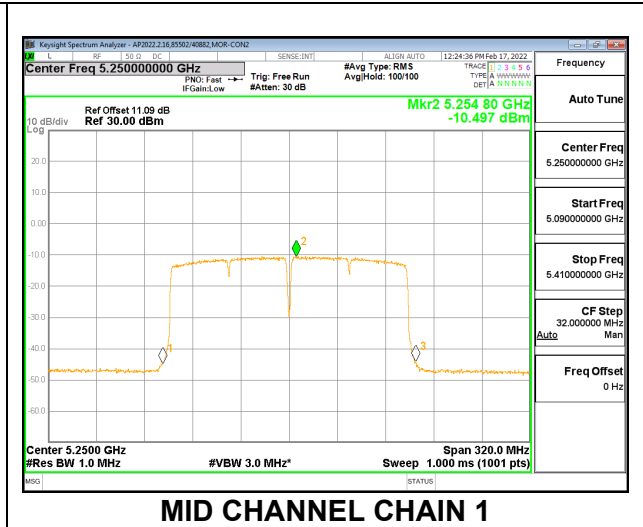 Keysight Spectrum Analyzer - AP2022.2.16,85502/40882,MOR-CON2
LXI L RF 50 Ω DC SENSE:INT ALIGN AUTO 12:24:36 PM Feb 17, 2022
Center Freq 5.250000000 GHz
PNO: Fast
IFGain:Low
Trig: Free Run
#Atten: 30 dB
#Avg Type: RMS
Avg|Hold: 100/100
TRACE 1 2 3 4 5 6
TYPE A WWWWW
DET A N N N N N
Ref Offset 11.09 dB
Ref 30.00 dBm
10 dB/div
Log
Mkr2 5.254 80 GHz
-10.497 dBm
20.0
10.0
0.00
-10.0
-20.0
-30.0
-40.0
-50.0
-60.0
1
2
3
Center 5.2500 GHz
Span 320.0 MHz
#Res BW 1.0 MHz
#VBW 3.0 MHz*
Sweep 1.000 ms (1001 pts)
MSG
STATUS
Frequency
Auto Tune
Center Freq
5.250000000 GHz
Start Freq
5.090000000 GHz
Stop Freq
5.410000000 GHz
CF Step
32.000000 MHz
Auto Man
Freq Offset
0 Hz
MID CHANNEL CHAIN 1